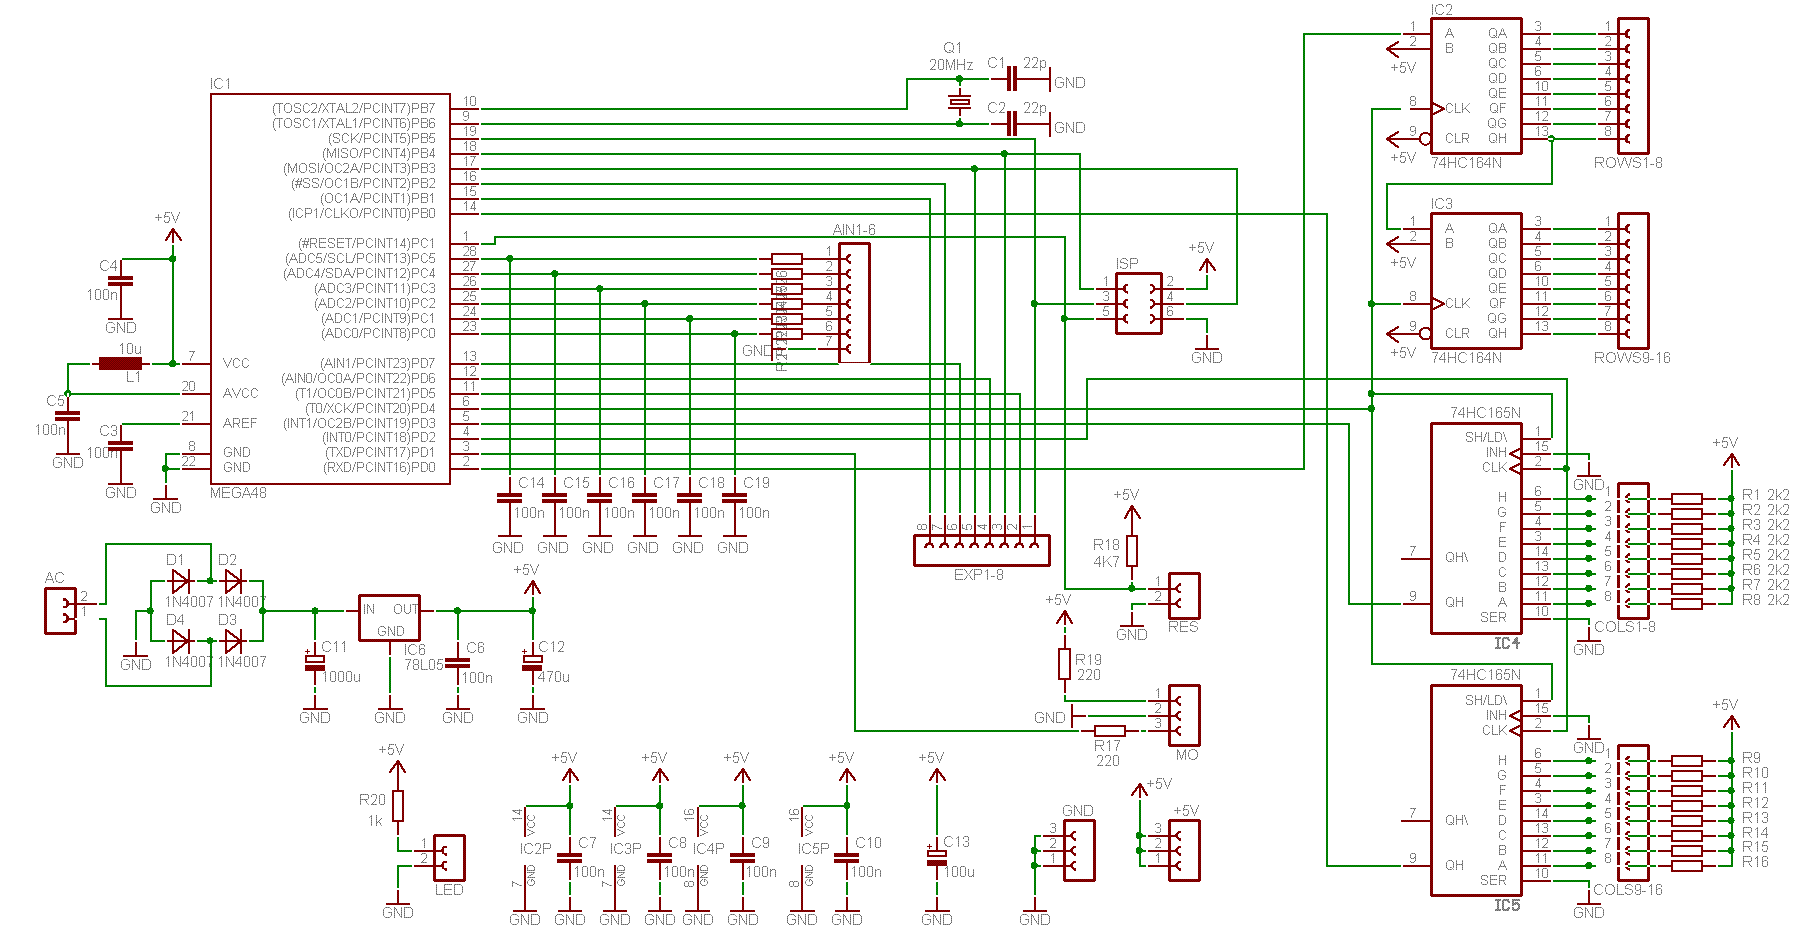 IC1
(TOSC2/XTAL2/PCINT7)PB7 10
(TOSC1/XTAL1/PCINT6)PB6 9
(SCK/PCINT5)PB5 19
(MISO/PCINT4)PB4 18
(MOSI/OC2A/PCINT3)PB3 17
(#SS/OC1B/PCINT2)PB2 16
(OC1A/PCINT1)PB1 15
(ICP1/CLKO/PCINT0)PB0 14
(#RESET/PCINT14)PC1 1
(ADC5/SCL/PCINT13)PC5 28
(ADC4/SDA/PCINT12)PC4 27
(ADC3/PCINT11)PC3 26
(ADC2/PCINT10)PC2 25
(ADC1/PCINT9)PC1 24
(ADC0/PCINT8)PC0 23
(AIN1/PCINT23)PD7 13
(AIN0/OC0A/PCINT22)PD6 12
(T1/OC0B/PCINT21)PD5 11
(T0/XCK/PCINT20)PD4 6
(INT1/OC2B/PCINT19)PD3 5
(INT0/PCINT18)PD2 4
(TXD/PCINT17)PD1 3
(RXD/PCINT16)PD0 2
7 VCC
20 AVCC
21 AREF
8 GND
22 GND
MEGA48
+5V
C4
100n
GND
10u
L1
C5
100n
GND
C3
100n
GND
GND
Q1
20MHz
C1 22p
GND
C2 22p
GND
AIN1-6
1
2
3
4
5
6
7
GND
ISP
1 2
3 4
5 6
+5V
GND
C14
100n
GND
C15
100n
GND
C16
100n
GND
C17
100n
GND
C18
100n
GND
C19
100n
GND
8 7 6 5 4 3 2 1
EXP1-8
IC2
1 A QA 3 1
2 B QB 4 2
+5V
QC 5 3
QD 6 4
QE 10 5
8 CLK QF 11 6
QG 12 7
9 CLR QH 13 8
+5V
74HC164N
ROWS1-8
IC3
1 A QA 3 1
2 B QB 4 2
+5V
QC 5 3
QD 6 4
QE 10 5
8 CLK QF 11 6
QG 12 7
9 CLR QH 13 8
+5V
74HC164N
ROWS9-16
74HC165N
SH/LD\ 1
INH 15
CLK 2
GND
+5V
H 6 1 R1 2k2
G 5 2 R2 2k2
F 4 3 R3 2k2
E 3 4 R4 2k2
7 QH\ D 14 5 R5 2k2
C 13 6 R6 2k2
B 12 7 R7 2k2
9 QH A 11 8 R8 2k2
SER 10
COLS1-8
IC4
GND
74HC165N
SH/LD\ 1
INH 15
CLK 2
GND
+5V
H 6 1 R9
G 5 2 R10
F 4 3 R11
E 3 4 R12
7 QH\ D 14 5 R13
C 13 6 R14
B 12 7 R15
9 QH A 11 8 R16
SER 10
COLS9-16
IC5
GND
AC
2
1
D1
1N4007
D2
1N4007
D4
1N4007
D3
1N4007
GND
C11
1000u
GND
IN OUT
GND
IC6
78L05
GND
C6
100n
GND
+5V
C12
470u
GND
+5V
R18
4K7
1
2
GND
RES
+5V
R19
220
1
GND 2
3
R17
220
MO
+5V
R20
1k
1
2
LED
GND
+5V
14
VCC
IC2P
GND
7
GND
C7
100n
GND
+5V
14
VCC
IC3P
GND
7
GND
C8
100n
GND
+5V
16
VCC
IC4P
GND
8
GND
C9
100n
GND
+5V
16
VCC
IC5P
GND
8
GND
C10
100n
GND
+5V
C13
100u
GND
GND
3
2
1
GND
+5V
+5V
3
2
1